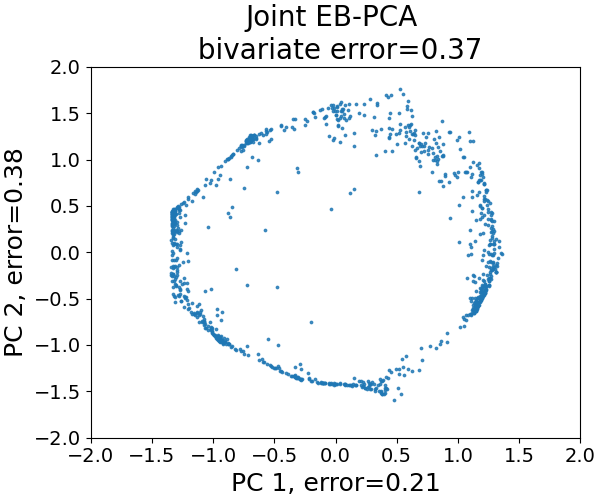 Joint EB-PCA
bivariate error=0.37
PC 2, error=0.38
2.0
1.5
1.0
0.5
0.0
−0.5
−1.0
−1.5
−2.0
−2.0 −1.5 −1.0 −0.5 0.0 0.5 1.0 1.5 2.0
PC 1, error=0.21